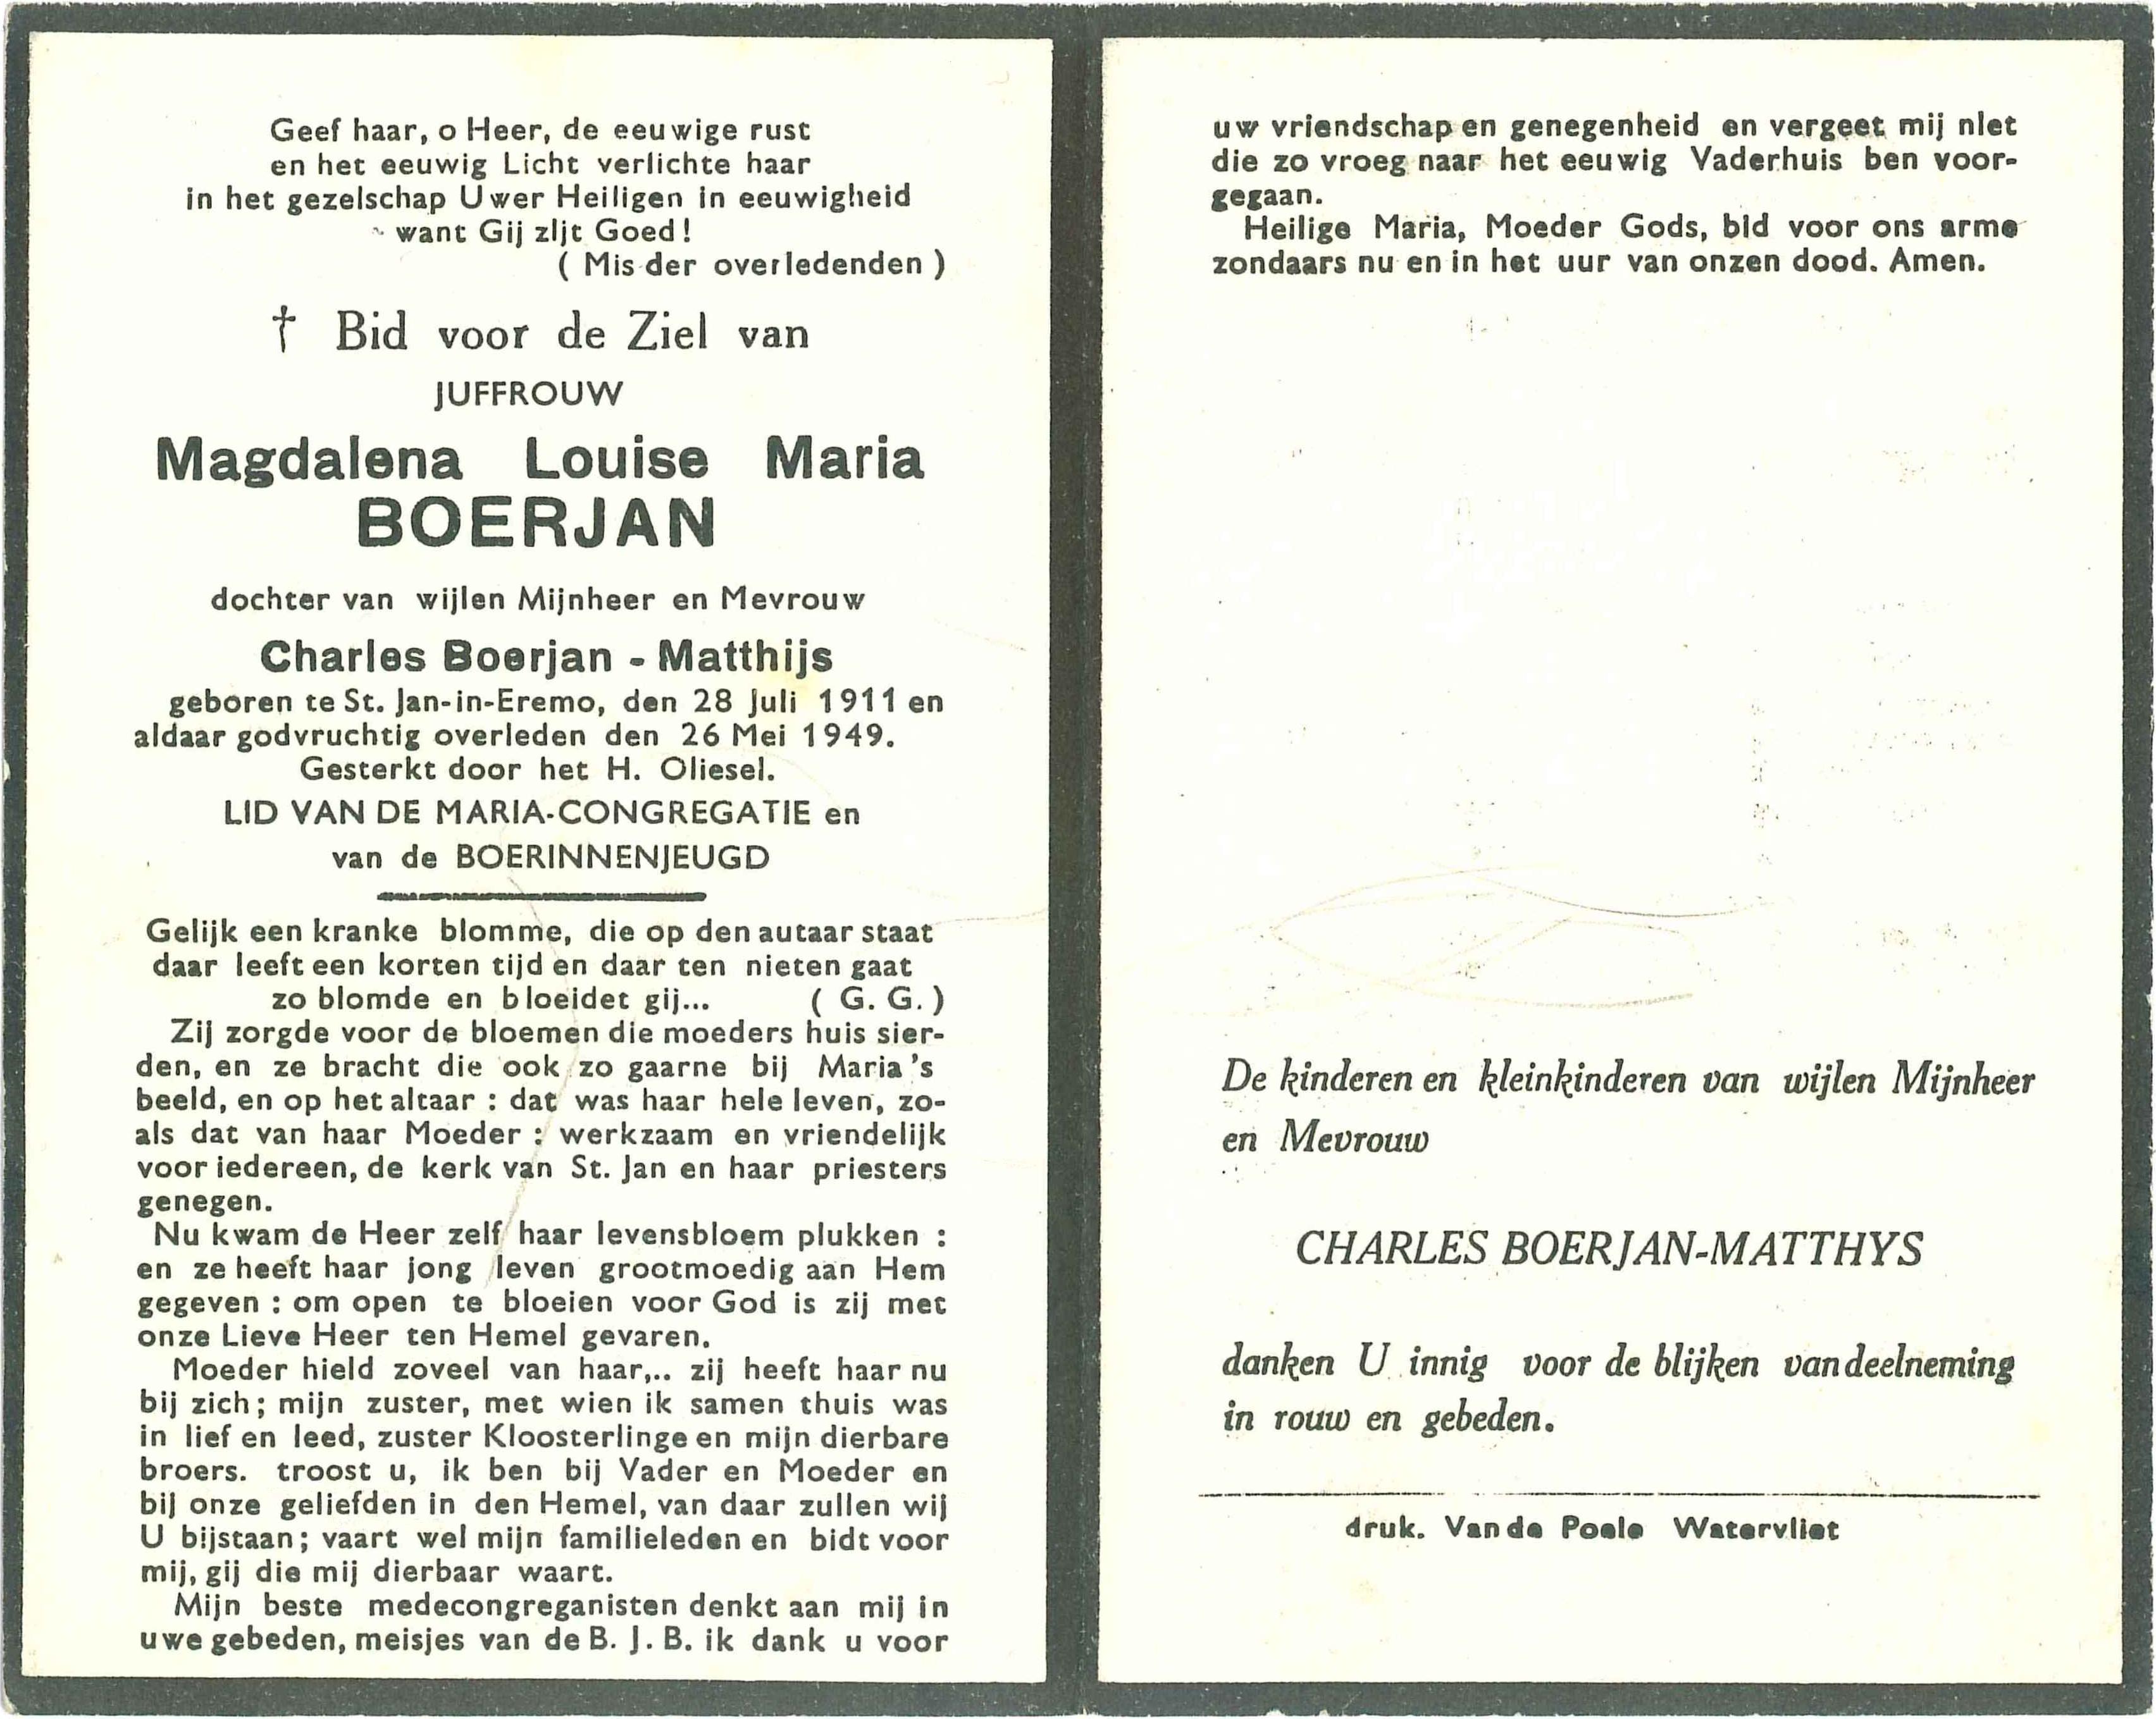 Geef haar, o Heer, de eeuwige rust
en het eeuwig Licht verlichte haar
in het gezelschap Uwer Heiligen in eeuwigheid
want Gij zijt Goed!
( Mis der overledenden )
† Bid voor de Ziel van
JUFFROUW
Magdalena Louise Maria
BOERJAN
dochter van wijlen Mijnheer en Mevrouw
Charles Boerjan - Matthijs
geboren te St. Jan-in-Eremo, den 28 Juli 1911 en
aldaar godvruchtig overleden den 26 Mei 1949.
Gesterkt door het H. Oliesel.
LID VAN DE MARIA-CONGREGATIE en
van de BOERINNENJEUGD
Gelijk een kranke blomme, die op den autaar staat
daar leeft een korten tijd en daar ten nieten gaat
zo blomde en bloeidet gij... ( G. G. )
Zij zorgde voor de bloemen die moeders huis sier-
den, en ze bracht die ook zo gaarne bij Maria's
beeld, en op het altaar : dat was haar hele leven, zo-
als dat van haar Moeder : werkzaam en vriendelijk
voor iedereen, de kerk van St. Jan en haar priesters
genegen.
Nu kwam de Heer zelf haar levensbloem plukken :
en ze heeft haar jong leven grootmoedig aan Hem
gegeven : om open te bloeien voor God is zij met
onze Lieve Heer ten Hemel gevaren.
Moeder hield zoveel van haar,.. zij heeft haar nu
bij zich ; mijn zuster, met wien ik samen thuis was
in lief en leed, zuster Kloosterlinge en mijn dierbare
broers. troost u, ik ben bij Vader en Moeder en
bij onze geliefden in den Hemel, van daar zullen wij
U bijstaan ; vaart wel mijn familieleden en bidt voor
mij, gij die mij dierbaar waart.
Mijn beste medecongreganisten denkt aan mij in
uwe gebeden, meisjes van de B. J. B. ik dank u voor
uw vriendschap en genegenheid en vergeet mij niet
die zo vroeg naar het eeuwig Vaderhuis ben voor-
gegaan.
Heilige Maria, Moeder Gods, bid voor ons arme
zondaars nu en in het uur van onzen dood. Amen.
De kinderen en kleinkinderen van wijlen Mijnheer
en Mevrouw
CHARLES BOERJAN-MATTHYS
danken U innig voor de blijken van deelneming
in rouw en gebeden.
druk. Van de Poele Watervliet